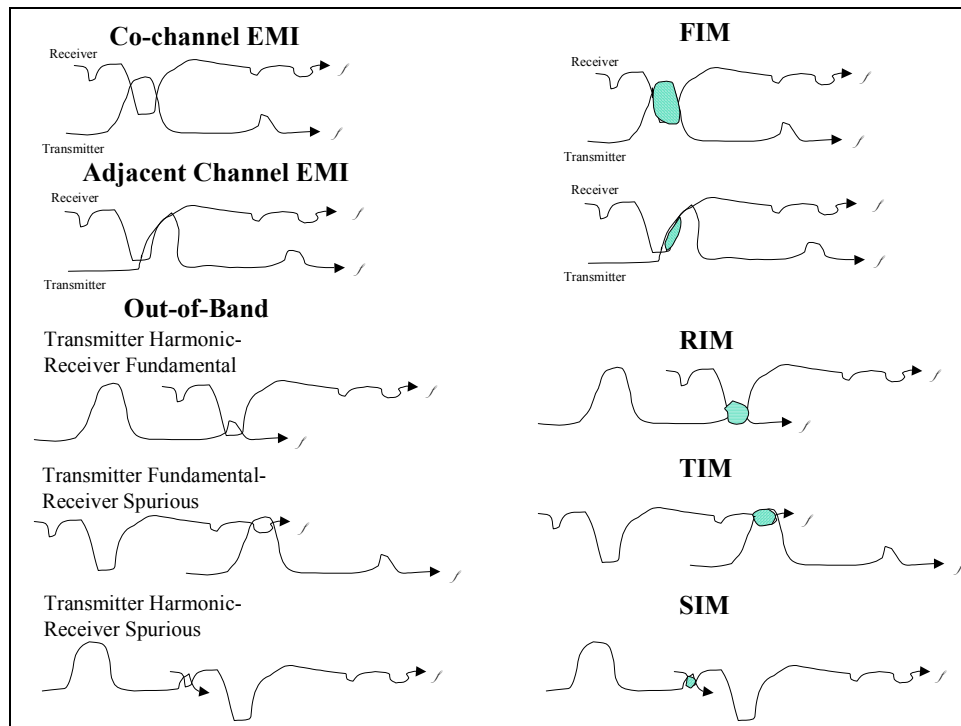 Co-channel EMI
FIM
Receiver
f
Transmitter
f
Receiver
f
Transmitter
f
Adjacent Channel EMI
Receiver
f
Transmitter
f
Receiver
f
Transmitter
f
Out-of-Band
Transmitter Harmonic-
Receiver Fundamental
f
f
RIM
f
f
Transmitter Fundamental-
Receiver Spurious
f
f
TIM
f
f
Transmitter Harmonic-
Receiver Spurious
f
SIM
f